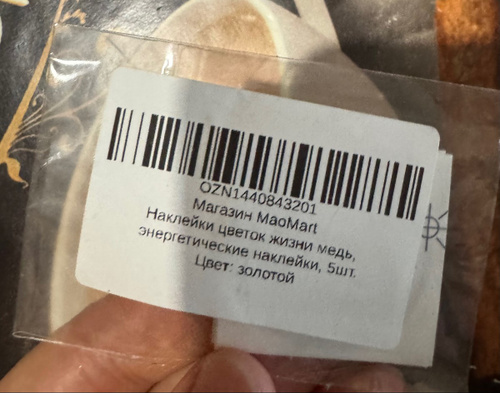 OZN1440843201
Магазин MaoMart
Наклейки цветок жизни медь,
энергетические наклейки, 5шт.
Цвет: золотой